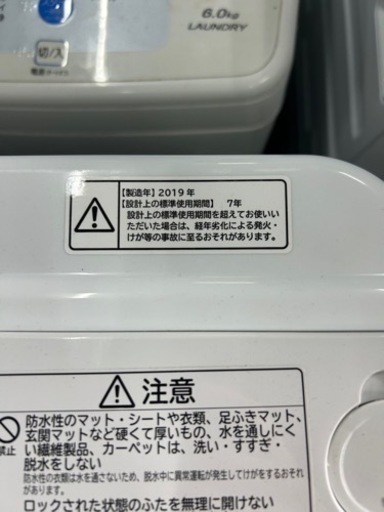 6.0kg
LAUNDRY
切/入
【製造年】2019年
【設計上の標準使用期間】 7年
設計上の標準使用期間を超えてお使い
いただいた場合は、経年劣化による発火・
けが等の事故に至るおそれがあります。
注意
防水性のマット・シートや衣類、足ふきマット、
玄関マットなど硬くて厚いもの、水を通しにく
い繊維製品、カーペットは、洗い・すすぎ・
脱水をしない
禁止
防水性の衣類は水を通さないため、脱水中に異常運転が発生してけがをするおそれ
があります。
ロックされた状態のふたを無理に開けない